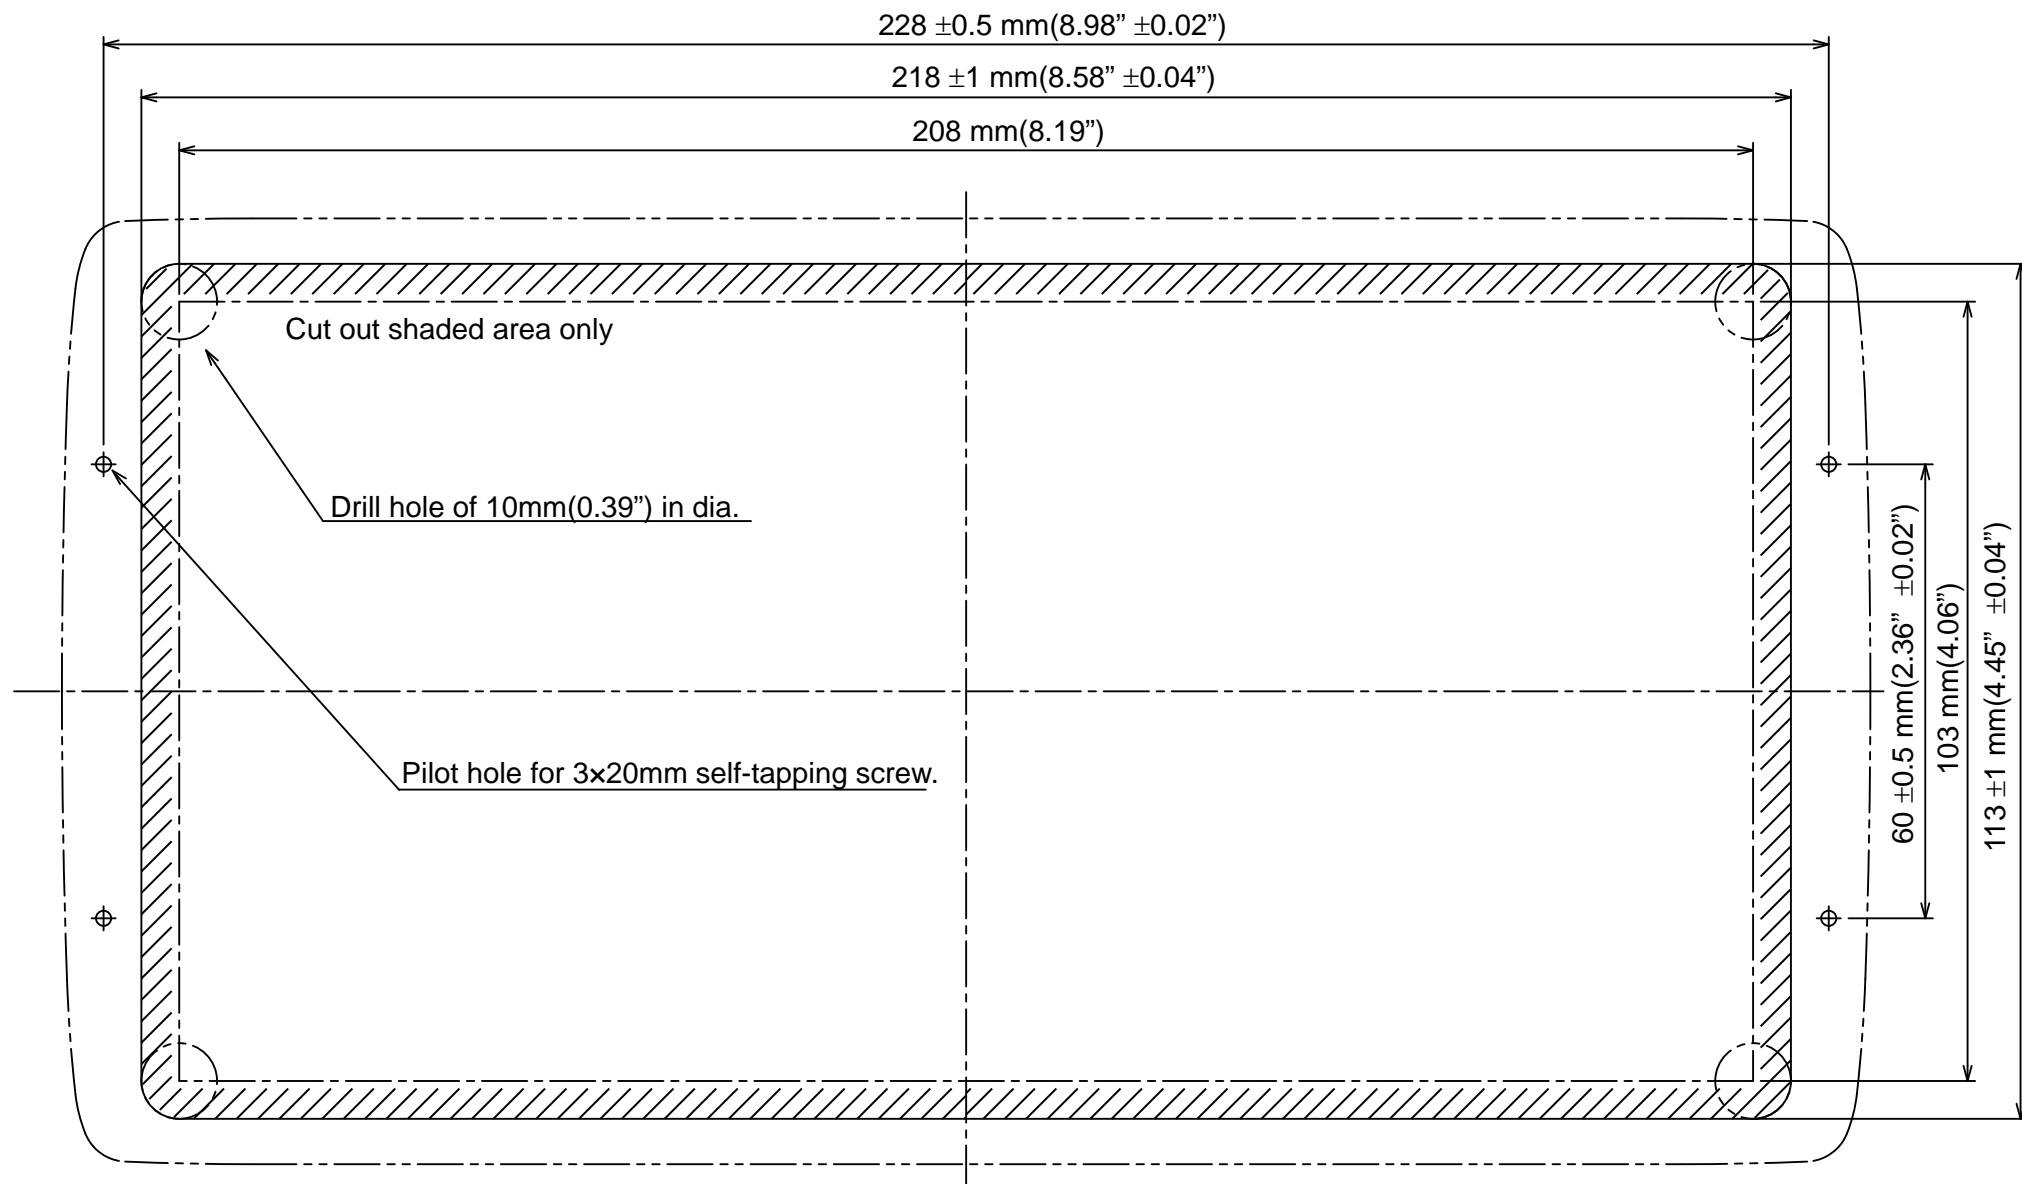 228 ±0.5 mm(8.98” ±0.02”)
218 ±1 mm(8.58” ±0.04”)
208 mm(8.19”)
Cut out shaded area only
Drill hole of 10mm(0.39”) in dia.
Pilot hole for 3×20mm self-tapping screw.
60 ±0.5 mm(2.36” ±0.02”)
103 mm(4.06”)
113 ±1 mm(4.45” ±0.04”)